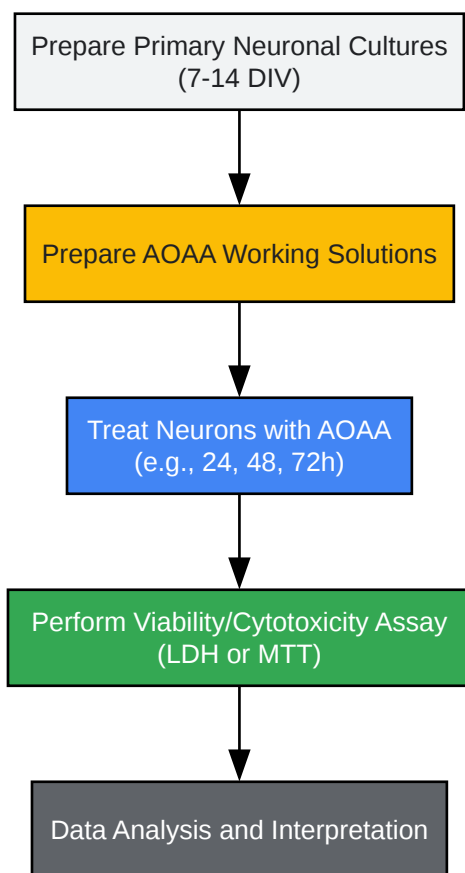 Prepare Primary Neuronal Cultures
(7-14 DIV)
Prepare AOAA Working Solutions
Treat Neurons with AOAA
(e.g., 24, 48, 72h)
Perform Viability/Cytotoxicity Assay
(LDH or MTT)
Data Analysis and Interpretation